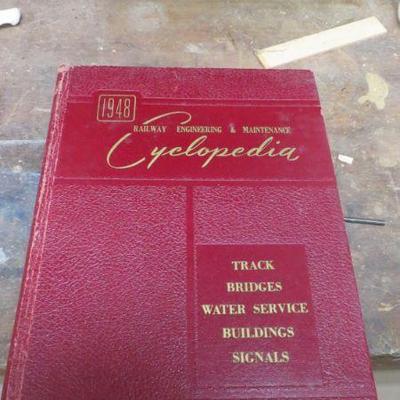 1948
RAILWAY ENGINEERING & MAINTENANCE
Cyclopedia
TRACK
BRIDGES
WATER SERVICE
BUILDINGS
SIGNALS